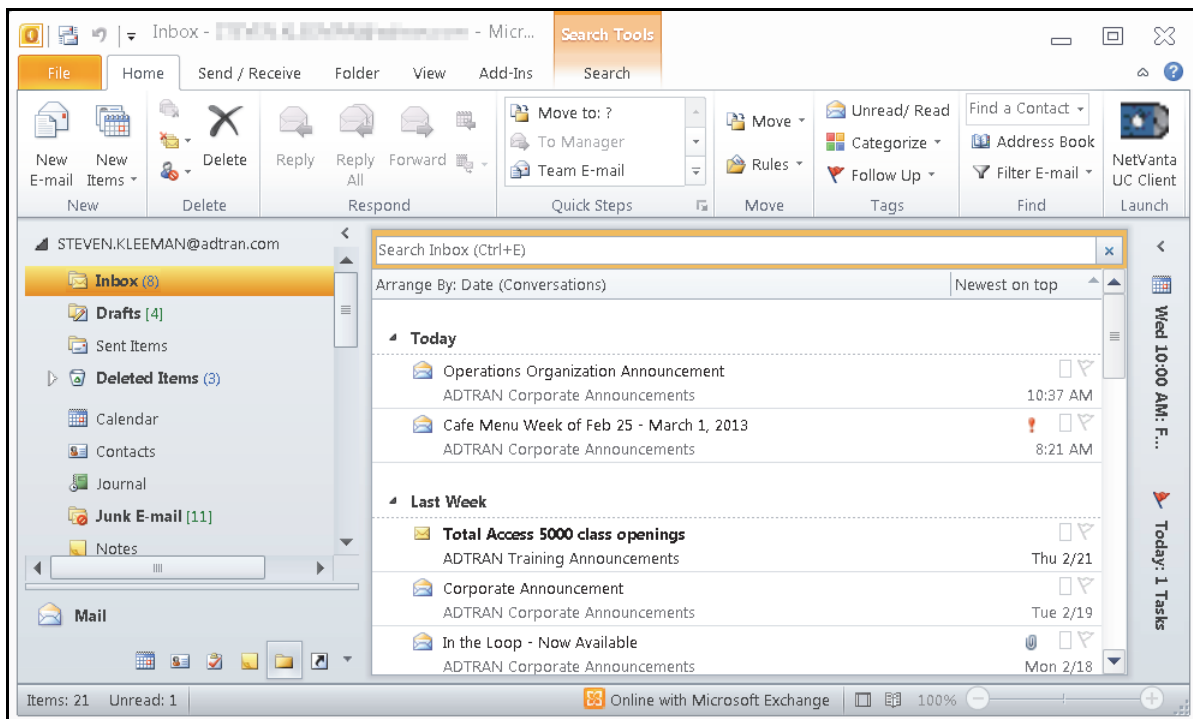 Inbox - - Micr...
Search Tools
File Home Send / Receive Folder View Add-Ins Search
New E-mail
New Items
Delete
Reply
Reply All
Forward
Move to: ?
To Manager
Team E-mail
Move
Rules
Unread/ Read
Categorize
Follow Up
Find a Contact
Address Book
Filter E-mail
NetVanta UC Client
New Delete Respond Quick Steps Move Tags Find Launch
STEVEN.KLEEMAN@adtran.com
Inbox (8)
Drafts [4]
Sent Items
Deleted Items (3)
Calendar
Contacts
Journal
Junk E-mail [11]
Notes
Mail
Search Inbox (Ctrl+E)
Arrange By: Date (Conversations) Newest on top
Today
Operations Organization Announcement
ADTRAN Corporate Announcements 10:37 AM
Cafe Menu Week of Feb 25 - March 1, 2013
ADTRAN Corporate Announcements 8:21 AM
Last Week
Total Access 5000 class openings
ADTRAN Training Announcements Thu 2/21
Corporate Announcement
ADTRAN Corporate Announcements Tue 2/19
In the Loop - Now Available
ADTRAN Corporate Announcements Mon 2/18
Wed 10:00 AM: F...
Today: 1 Tasks
Items: 21 Unread: 1 Online with Microsoft Exchange 100%